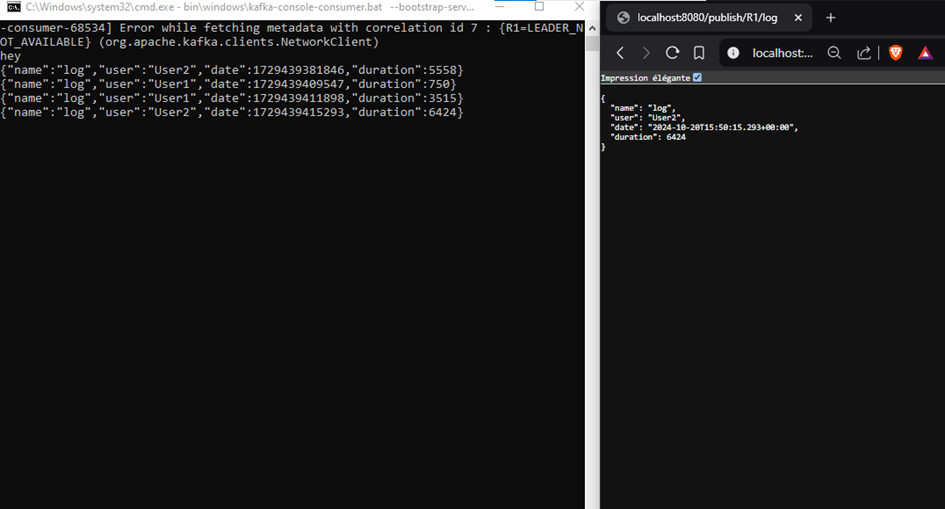 C:\Windows\system32\cmd.exe - bin\windows\kafka-console-consumer.bat --bootstrap-serv...
-consumer-68534] Error while fetching metadata with correlation id 7 : {R1=LEADER_N
OT_AVAILABLE} (org.apache.kafka.clients.NetworkClient)
hey
{"name":"log","user":"User2","date":1729439381846,"duration":5558}
{"name":"log","user":"User1","date":1729439409547,"duration":750}
{"name":"log","user":"User1","date":1729439411898,"duration":3515}
{"name":"log","user":"User2","date":1729439415293,"duration":6424}
localhost:8080/publish/R1/log
localhost:...
Impression élégante
{
"name": "log",
"user": "User2",
"date": "2024-10-20T15:50:15.293+00:00",
"duration": 6424
}